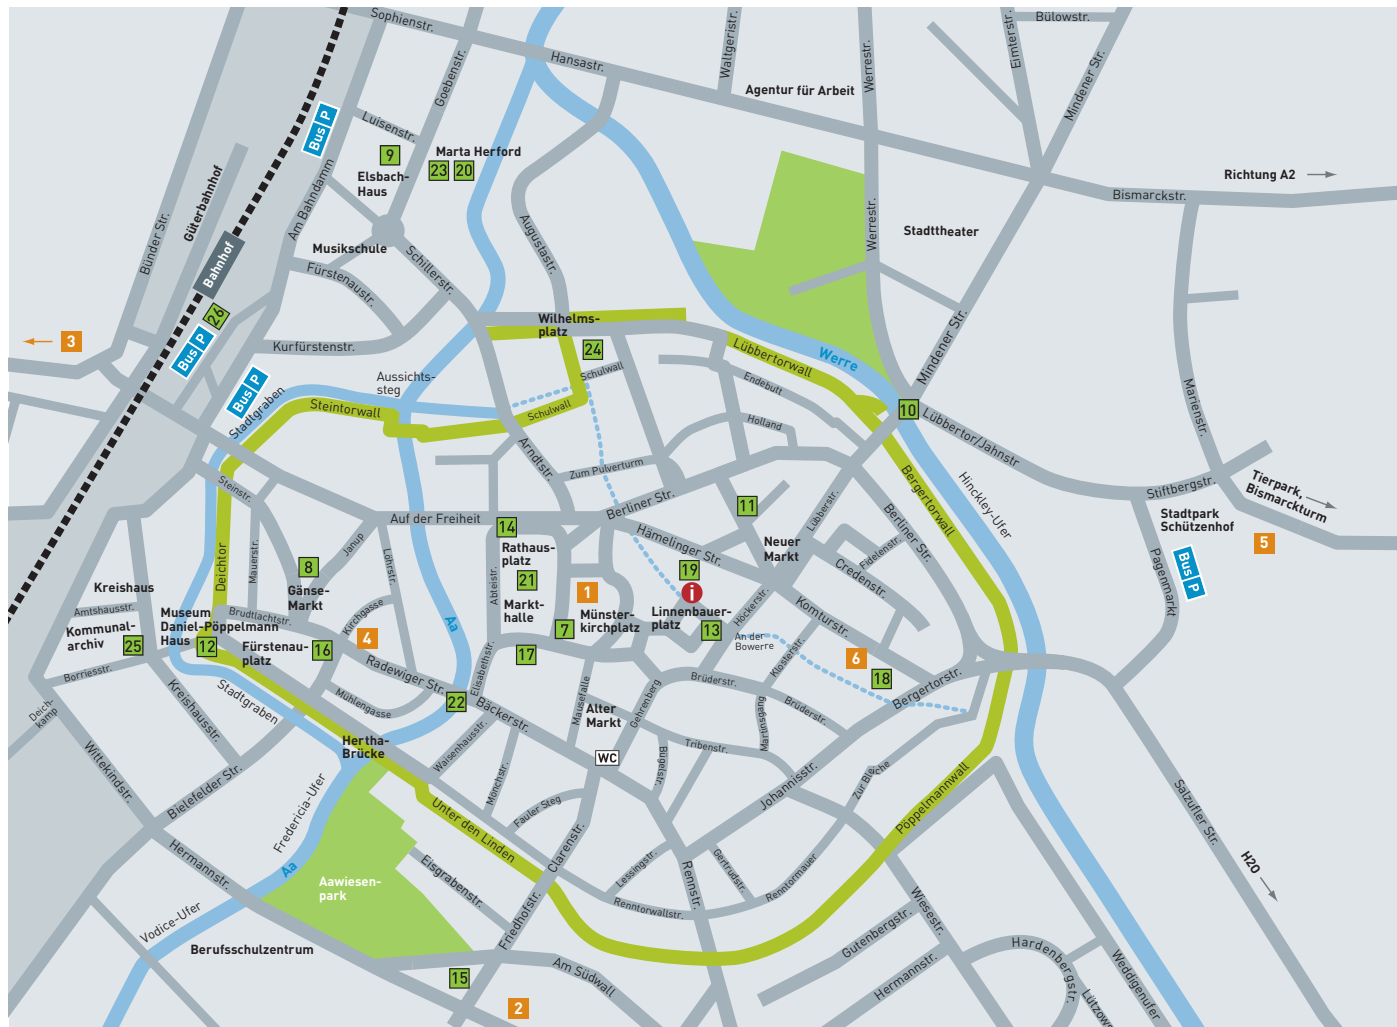 Sophienstr.
Hansastr.
Waltgeristr.
Werrestr.
Elmterstr.
Bülowstr.
Mindener Str.
Agentur für Arbeit
Goebenstr.
Luisenstr.
Bus P
9
Elsbach-
Haus
Marta Herford
23
20
Richtung A2
Bismarckstr.
Bünder Str.
Güterbahnhof
Am Bahndamm
Bahnhof
Musikschule
Schillerstr.
Fürstenaustr.
Augustastr.
Werrestr.
Stadttheater
26
Bus P
3
Kurfürstenstr.
Wilhelms-
platz
24
Schulwall
Lübbertorwall
Werre
Mindener Str.
Marienstr.
Bus P
Stadtgraben
Steintorwall
Aussichts-
steg
Schulwall
Endebutt
Holland
10
Lübbertor/Jahnstr
Arndtstr.
Zum Pulverturm
Berliner Str.
Steinstr.
Auf der Freiheit
14
11
Lübberstr.
Bergertorwall
Hinckley-Ufer
Stiftbergstr.
Tierpark,
Bismarckturm
Stadtpark
Schützenhof
5
Bus P
Pagenmarkt
Berliner Str.
Hämelinger Str.
Neuer
Markt
Fidelenstr.
Credenstr.
Rathaus-
platz
21
Markt-
halle
Abteistr.
Janup
Löhrstr.
Mauerstr.
8
Gänse-
Markt
Deichtor
Kreishaus
Amtshausstr.
Kommunal-
archiv
25
Museum
Daniel-Pöppelmann
Haus
12
Brudtlachtstr.
Kirchgasse
4
Fürstenau-
platz
16
Aa
1
Münster-
kirchplatz
7
19
i
Linnenbauer-
platz
13
Höckerstr.
An der
Bowerre
Komturstr.
Klosterstr.
6
18
Bergertorstr.
17
Elisabethstr.
Radewiger Str.
22
Bäckerstr.
Mausefalle
Gehrenberg
Brüderstr.
Brüderstr.
Martinsgang
Alter
Markt
WC
Tribenstr.
Bügelstr.
Johannisstr.
Zur Bleiche
Borriesstr.
Deich-
kamp
Kreishausstr.
Stadtgraben
Mühlengasse
Hertha-
Brücke
Waisenhausstr.
Mönchstr.
Fauler Steg
Wittekindstr.
Bielefelder Str.
Fredericia-Ufer
Aa
Unter den Linden
Clarenstr.
Lessingstr.
Rennstr.
Gertrudstr.
Renntormauer
Pöppelmannwall
Salzufler Str.
H20
Hermannstr.
Aawiesen-
park
Eisgrabenstr.
Renntorwallstr.
Friedhofstr.
Wiesestr.
Vodice-Ufer
Berufsschulzentrum
15
2
Am Südwall
Gutenbergstr.
Hermannstr.
Hardenbergstr.
Weddigenufer